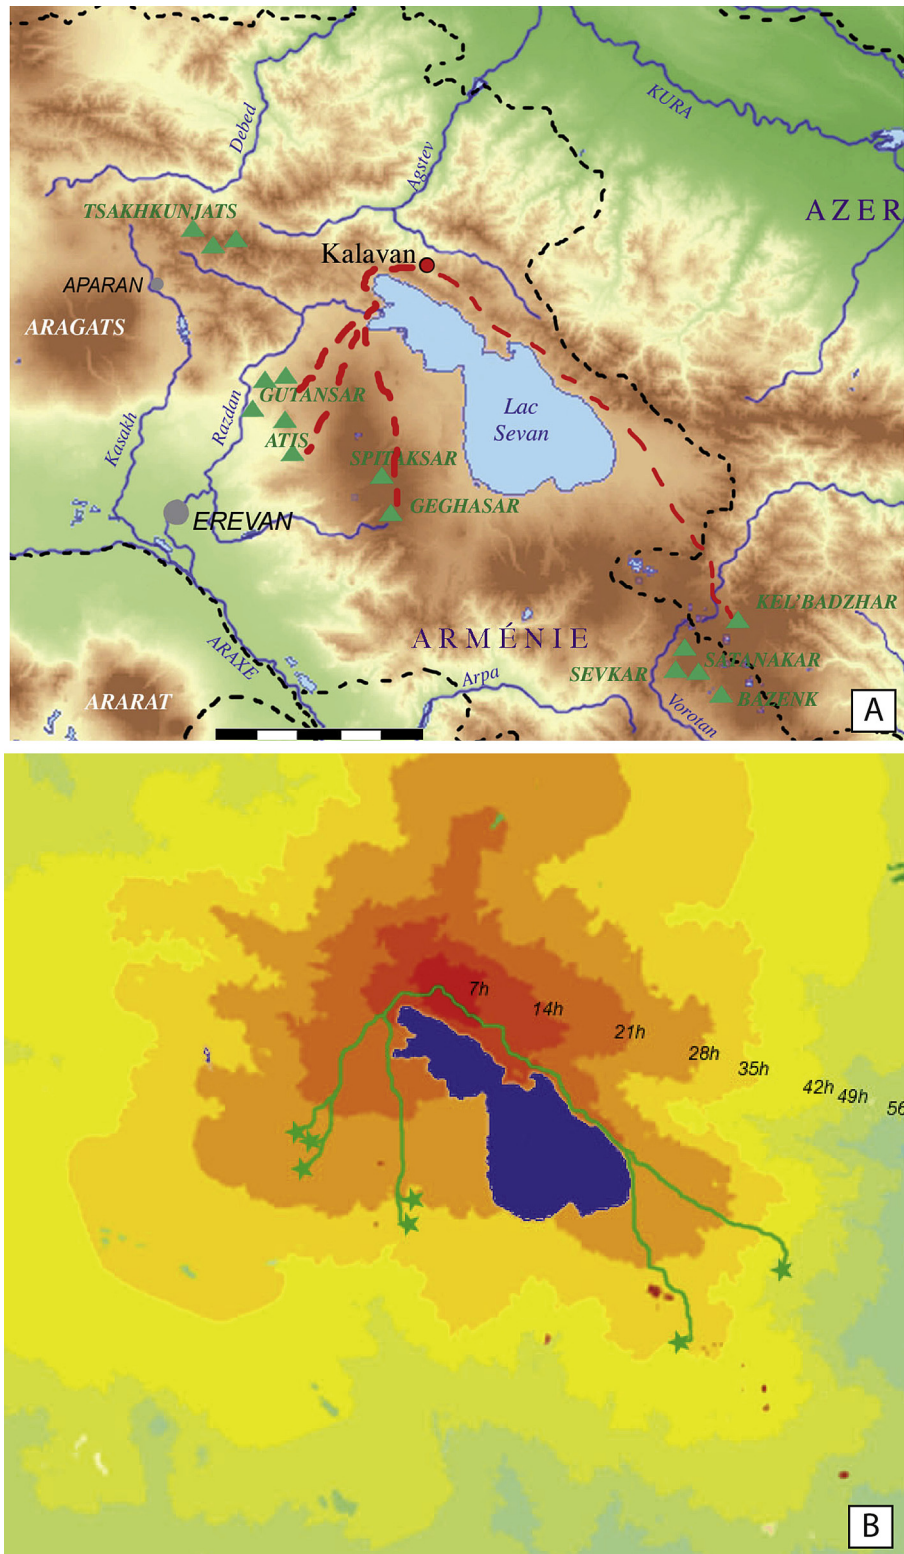 KURA
Debed
Agstev
TSAKHKUNJATS
AZER
Kalavan
APARAN
ARAGATS
Kasakh
Razdan
GUTANSAR
ATIS
Lac
Sevan
SPITAKSAR
GEGHASAR
EREVAN
KEL'BADZHAR
ARMÉNIE
ARAXE
SATANAKAR
SEVKAR
Arpa
ARARAT
BAZENK
Vorotan
A
7h
14h
21h
28h
35h
42h
49h
56
B